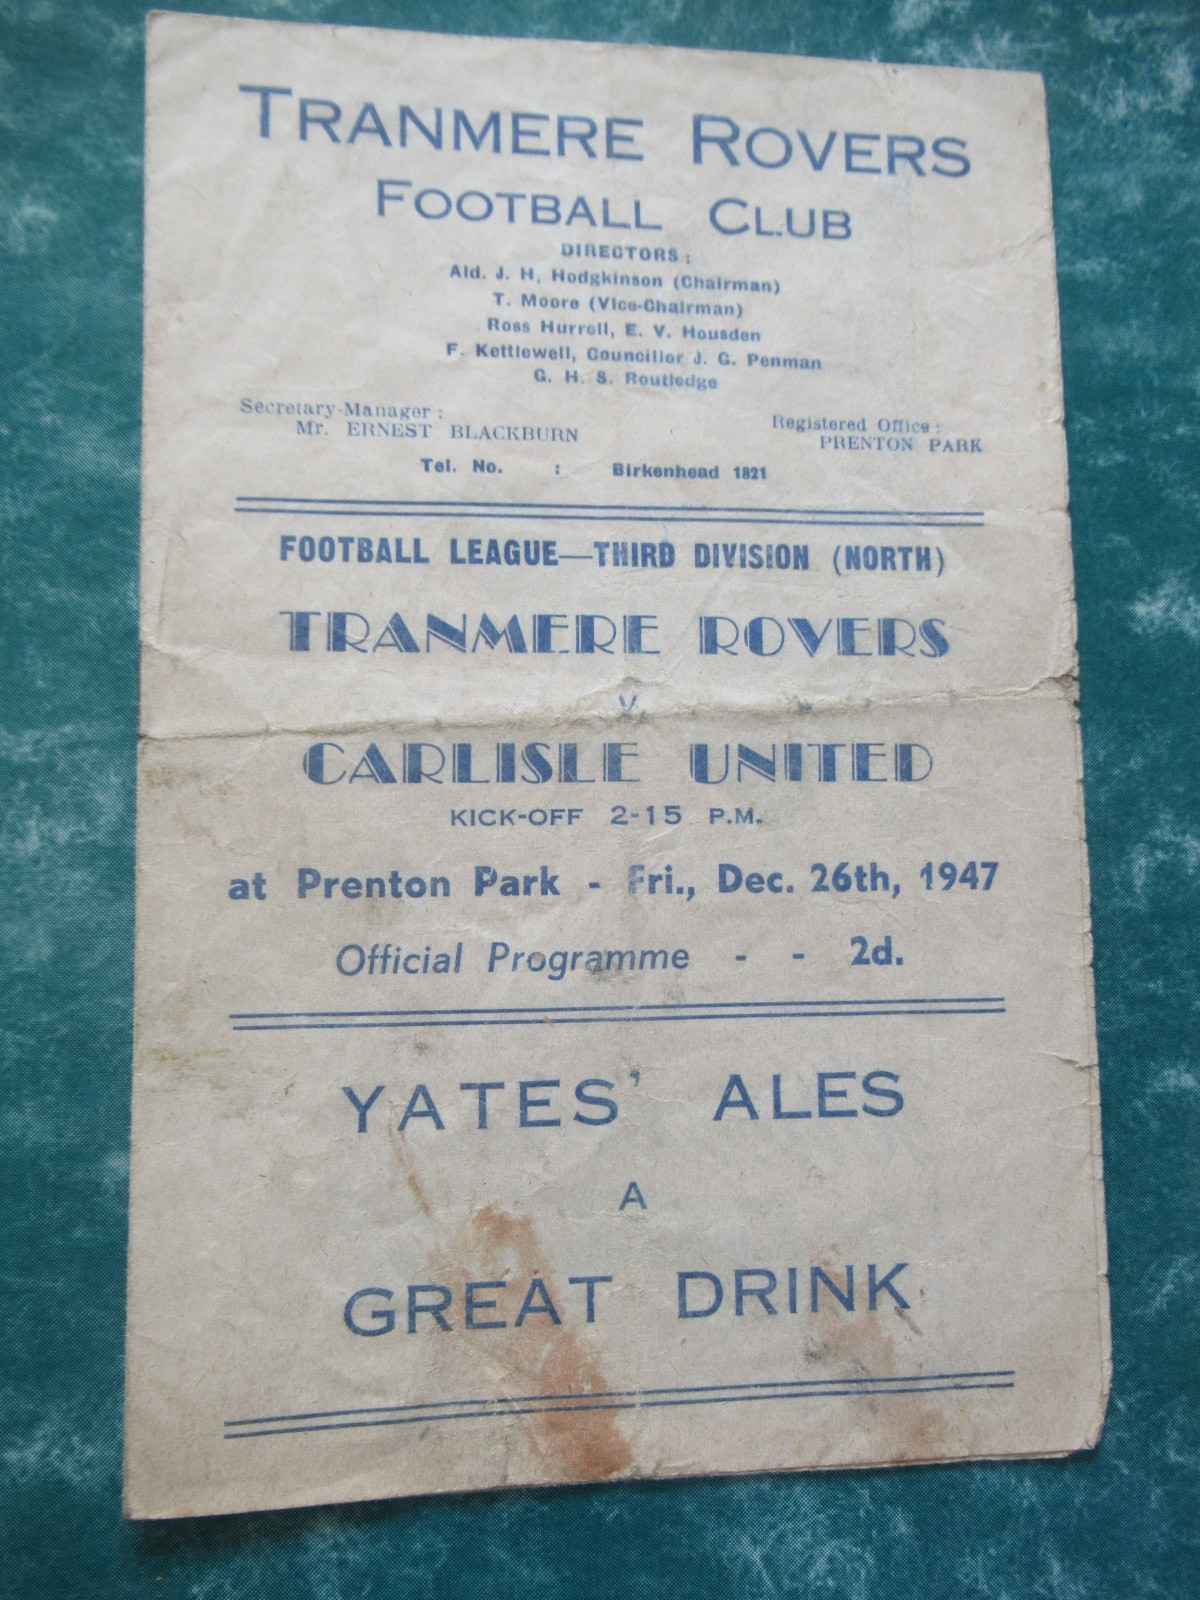 TRANMERE ROVERS
FOOTBALL CLUB
DIRECTORS :
Ald. J. H. Hodgkinson (Chairman)
T. Moore (Vice-Chairman)
Ross Hurrell, E. V. Housden
F. Kettlewell, Councillor J. G. Penman
G. H. S. Routledge
Secretary-Manager :
Mr. ERNEST BLACKBURN
Registered Office :
PRENTON PARK
Tel. No. : Birkenhead 1821
FOOTBALL LEAGUE—THIRD DIVISION (NORTH)
TRANMERE ROVERS
v
CARLISLE UNITED
KICK-OFF 2-15 P.M.
at Prenton Park - Fri., Dec. 26th, 1947
Official Programme - - 2d.
YATES' ALES
A
GREAT DRINK